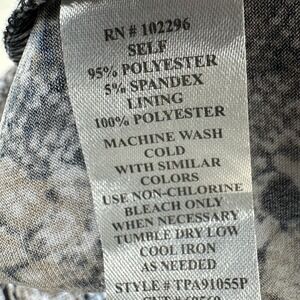 RN # 102296
SELF
95% POLYESTER
5% SPANDEX
LINING
100% POLYESTER
MACHINE WASH
COLD
WITH SIMILAR
COLORS
USE NON-CHLORINE
BLEACH ONLY
WHEN NECESSARY
TUMBLE DRY LOW
COOL IRON
AS NEEDED
STYLE # TPA91055P